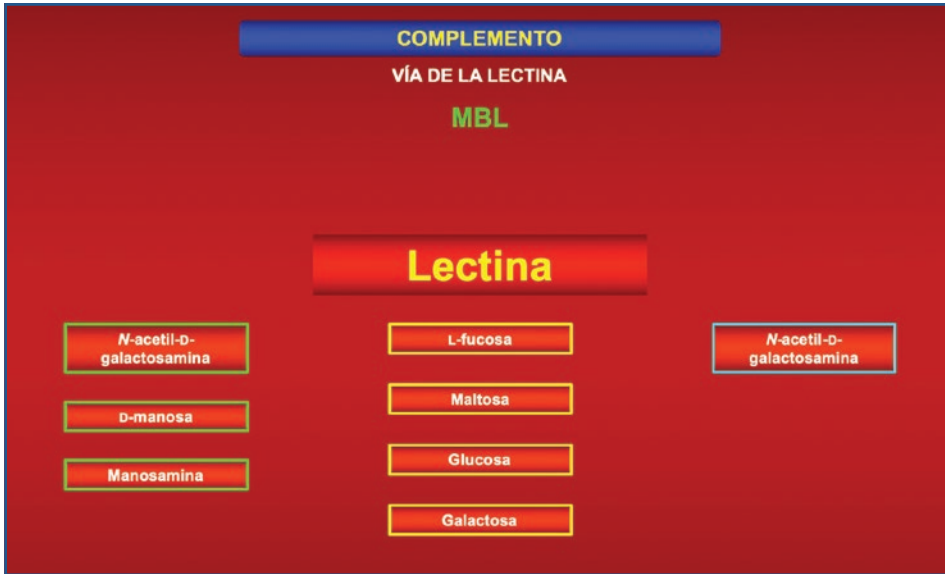 COMPLEMENTO
VÍA DE LA LECTINA
MBL
Lectina
N-acetil-D-
galactosamina
D-manosa
Manosamina
L-fucosa
Maltosa
Glucosa
Galactosa
N-acetil-D-
galactosamina